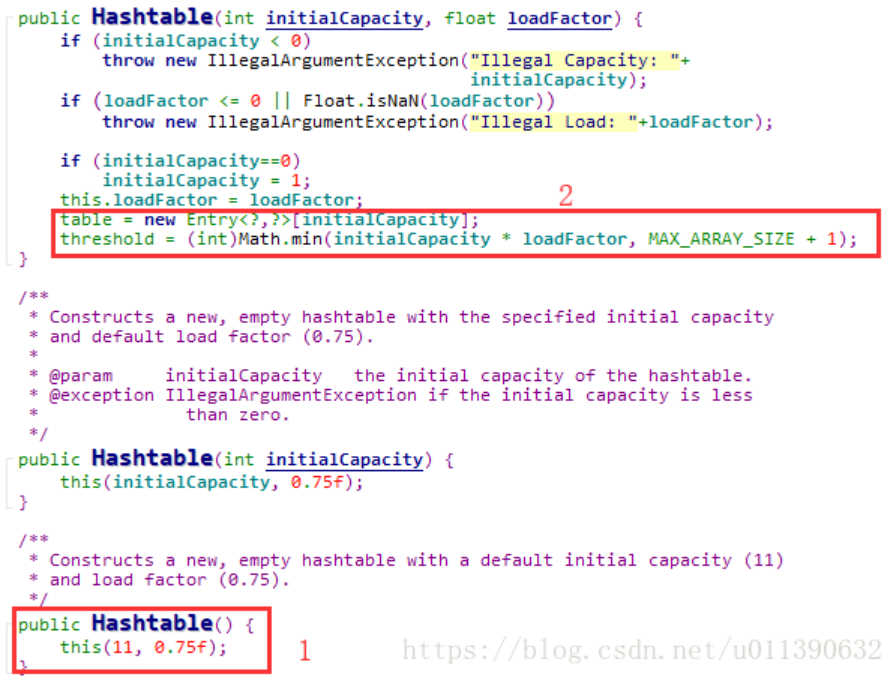 public Hashtable(int initialCapacity, float loadFactor) {
    if (initialCapacity < 0)
        throw new IllegalArgumentException("Illegal Capacity: "+
                                           initialCapacity);
    if (loadFactor <= 0 || Float.isNaN(loadFactor))
        throw new IllegalArgumentException("Illegal Load: "+loadFactor);

    if (initialCapacity==0)
        initialCapacity = 1;
    this.loadFactor = loadFactor;
2
    table = new Entry<?,?>[initialCapacity];
    threshold = (int)Math.min(initialCapacity * loadFactor, MAX_ARRAY_SIZE + 1);
}

/**
 * Constructs a new, empty hashtable with the specified initial capacity
 * and default load factor (0.75).
 *
 * @param     initialCapacity   the initial capacity of the hashtable.
 * @exception IllegalArgumentException if the initial capacity is less
 *              than zero.
 */
public Hashtable(int initialCapacity) {
    this(initialCapacity, 0.75f);
}

/**
 * Constructs a new, empty hashtable with a default initial capacity (11)
 * and load factor (0.75).
 */
public Hashtable() {
    this(11, 0.75f);
}
1
https://blog.csdn.net/u011390632